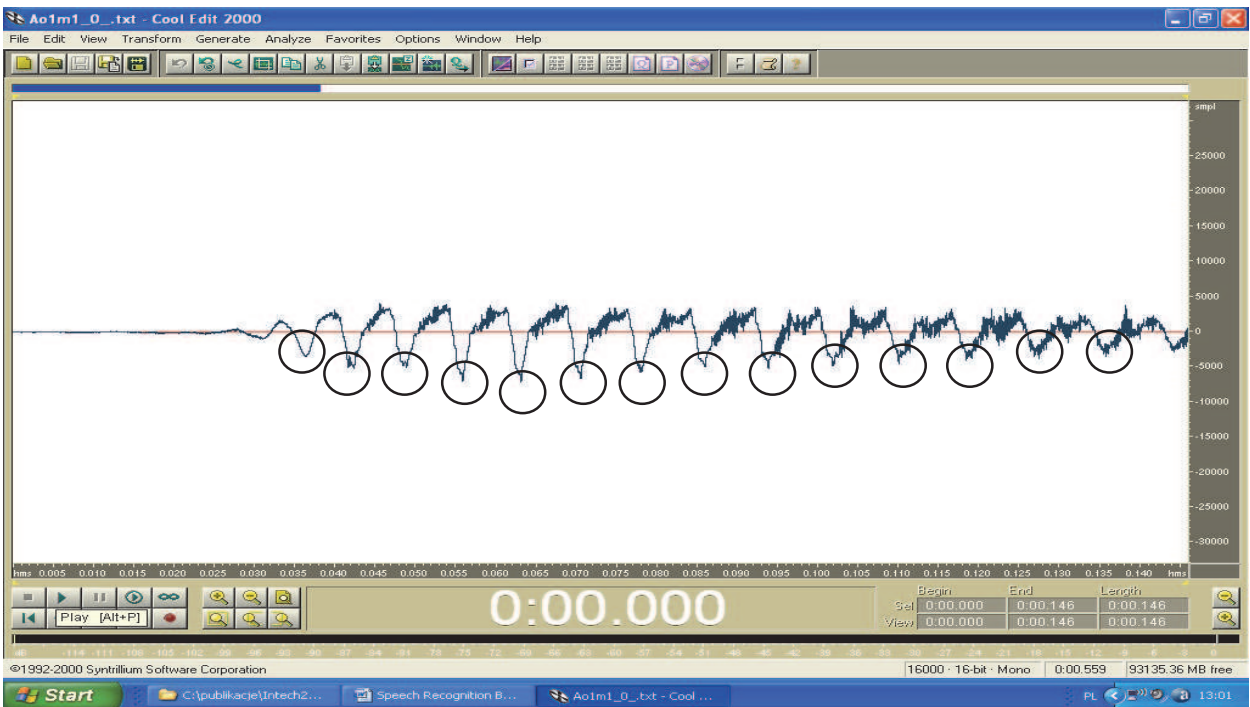 Ao1m1_0_.txt - Cool Edit 2000
File Edit View Transform Generate Analyze Favorites Options Window Help
smpl
25000
20000
15000
10000
5000
0
-5000
-10000
-15000
-20000
-25000
-30000
hms 0.005 0.010 0.015 0.020 0.025 0.030 0.035 0.040 0.045 0.050 0.055 0.060 0.065 0.070 0.075 0.080 0.085 0.090 0.095 0.100 0.105 0.110 0.115 0.120 0.125 0.130 0.135 0.140 hms
Play [Alt+P]
0:00.000
Begin End Length
Sel 0:00.000 0:00.146 0:00.146
View 0:00.000 0:00.146 0:00.146
©1992-2000 Syntrillium Software Corporation
16000 · 16-bit · Mono 0:00.559 93135.36 MB free
Start C:\publikacje\Intech2... Speech Recognition B... Ao1m1_0_.txt - Cool ... PL 13:01